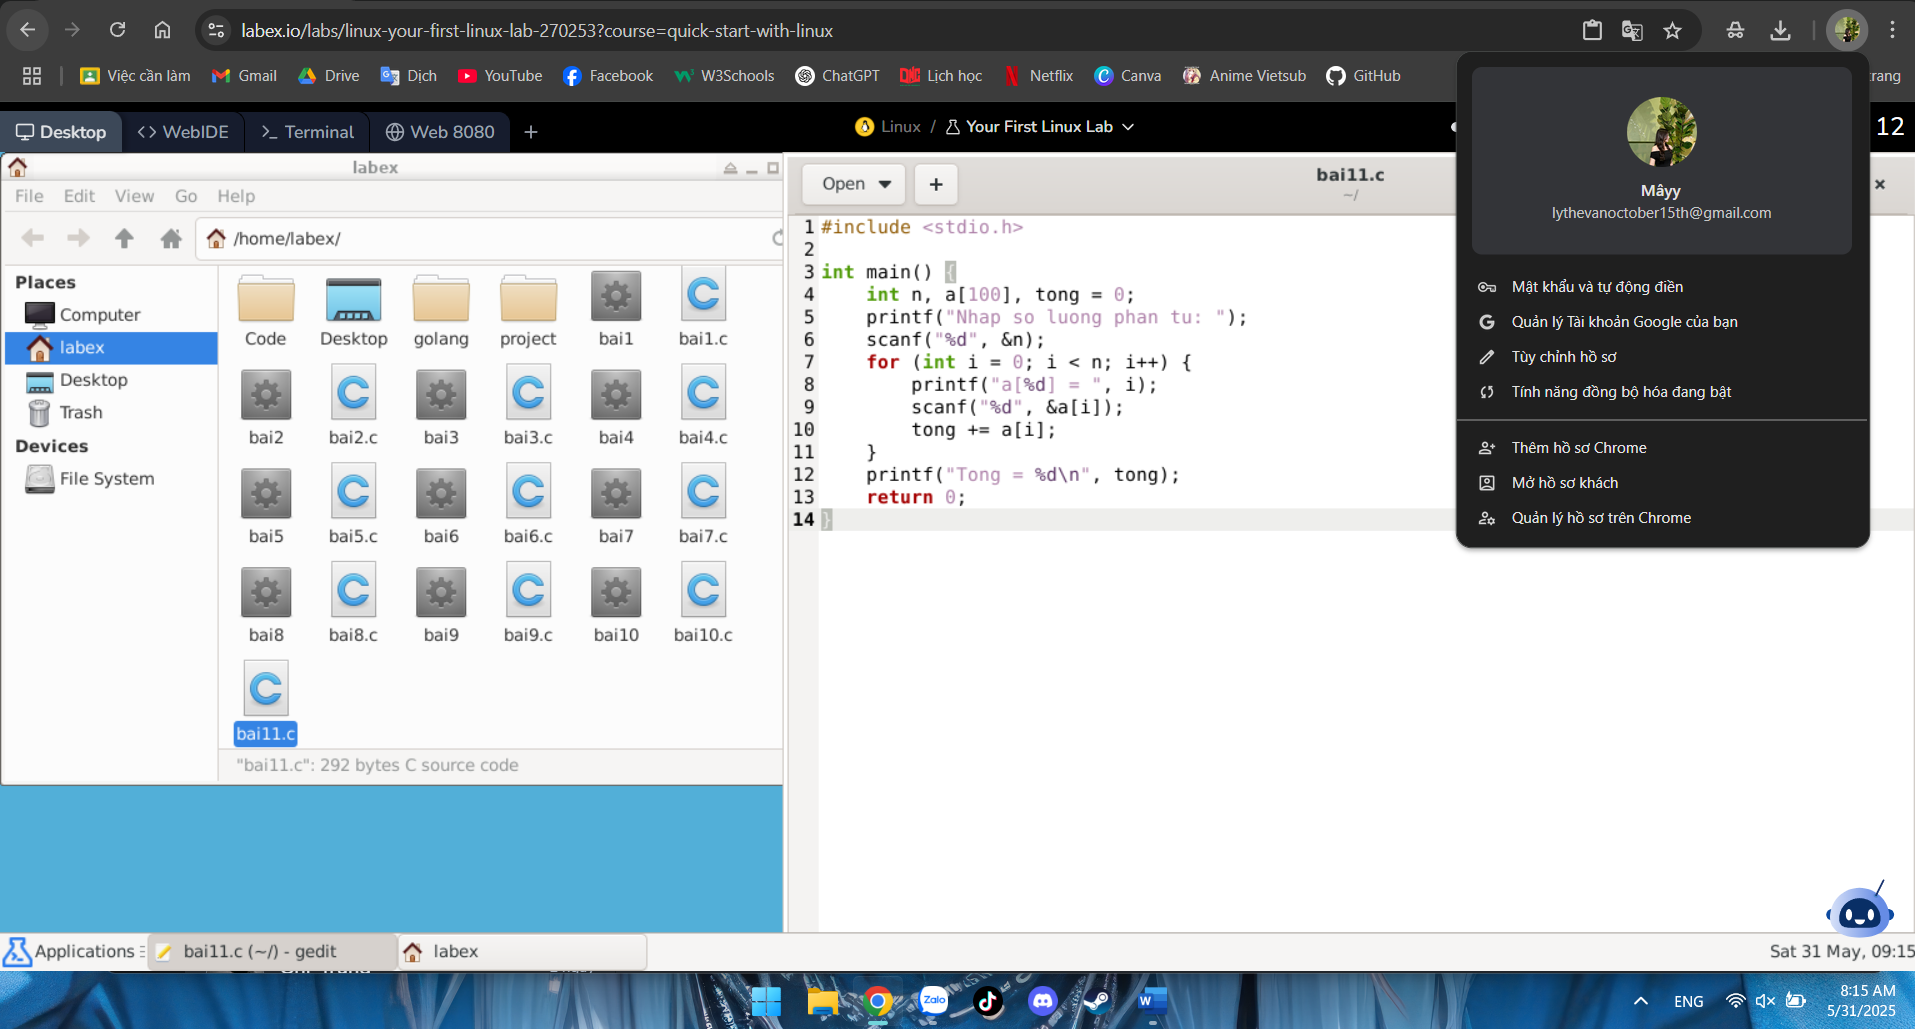 labex.io/labs/linux-your-first-linux-lab-270253?course=quick-start-with-linux
Việc cần làm
Gmail
Drive
Dịch
YouTube
Facebook
W3Schools
ChatGPT
Lịch học
Netflix
Canva
Anime Vietsub
GitHub
trang
Desktop
WebIDE
Terminal
Web 8080
Linux / Your First Linux Lab
12
labex
File Edit View Go Help
/home/labex/
Places
Computer
labex
Desktop
Trash
Devices
File System
Code Desktop golang project bai1 bai1.c
bai2 bai2.c bai3 bai3.c bai4 bai4.c
bai5 bai5.c bai6 bai6.c bai7 bai7.c
bai8 bai8.c bai9 bai9.c bai10 bai10.c
bai11.c
"bai11.c": 292 bytes C source code
Open
bai11.c
~/
1 #include <stdio.h>
2
3 int main() {
4     int n, a[100], tong = 0;
5     printf("Nhap so luong phan tu: ");
6     scanf("%d", &n);
7     for (int i = 0; i < n; i++) {
8         printf("a[%d] = ", i);
9         scanf("%d", &a[i]);
10         tong += a[i];
11     }
12     printf("Tong = %d\n", tong);
13     return 0;
14 }
Mâyy
lythevanoctober15th@gmail.com
Mật khẩu và tự động điền
Quản lý Tài khoản Google của bạn
Tùy chỉnh hồ sơ
Tính năng đồng bộ hóa đang bật
Thêm hồ sơ Chrome
Mở hồ sơ khách
Quản lý hồ sơ trên Chrome
Applications
bai11.c (~/) - gedit
labex
Sat 31 May, 09:15
Zalo
ENG
8:15 AM
5/31/2025